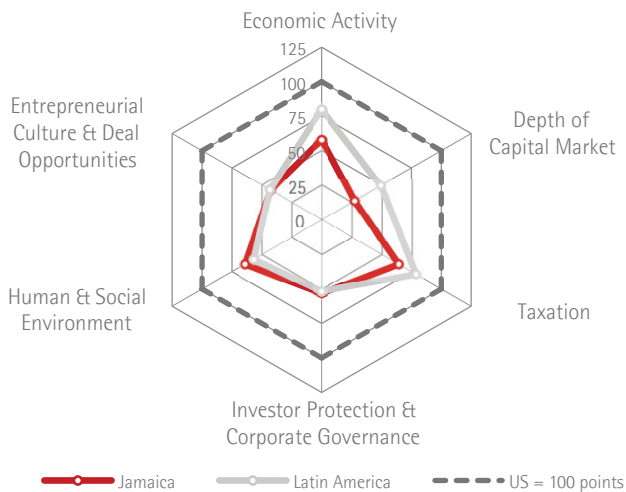 Economic Activity
125
100
75
50
25
0
Entrepreneurial
Culture & Deal
Opportunities
Depth of
Capital Market
Human & Social
Environment
Taxation
Investor Protection &
Corporate Governance
Jamaica
Latin America
US = 100 points